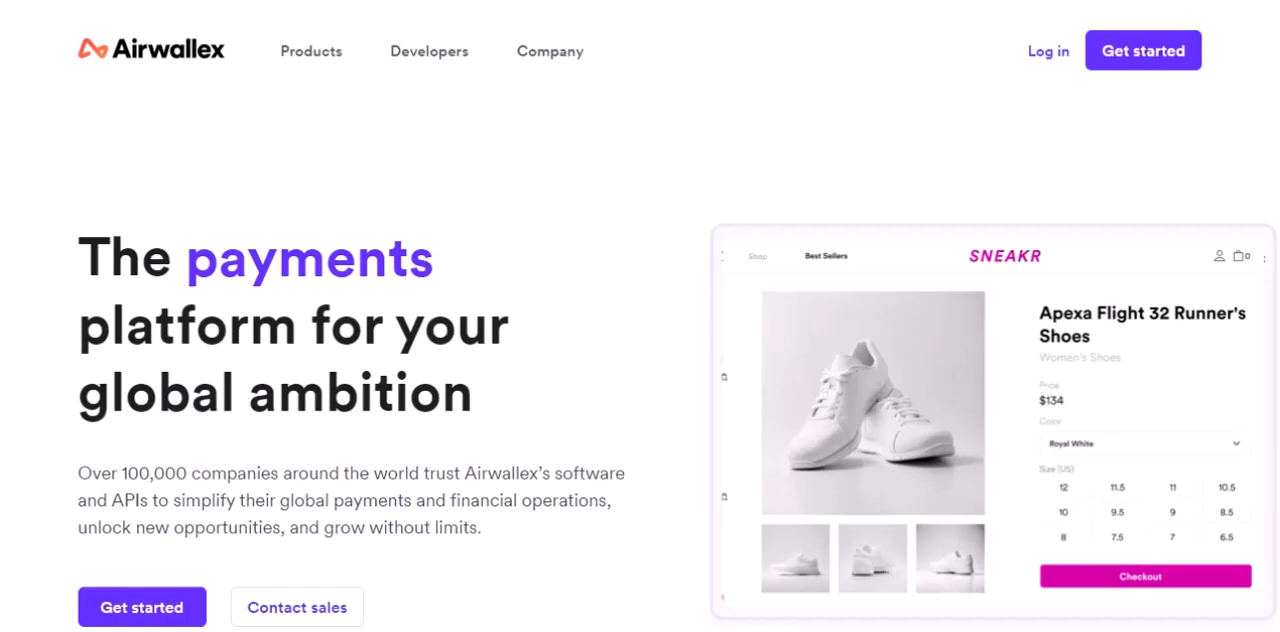 Airwallex
Products
Developers
Company
Log in
Get started
The payments
platform for your
global ambition
Over 100,000 companies around the world trust Airwallex’s software
and APIs to simplify their global payments and financial operations,
unlock new opportunities, and grow without limits.
Get started
Contact sales
Shop
Best Sellers
SNEAKR
0
Apexa Flight 32 Runner's
Shoes
Women's Shoes
Price
$134
Color
Royal White
Size (US)
12 11.5 11 10.5
10 9.5 9 8.5
8 7.5 7 6.5
Checkout